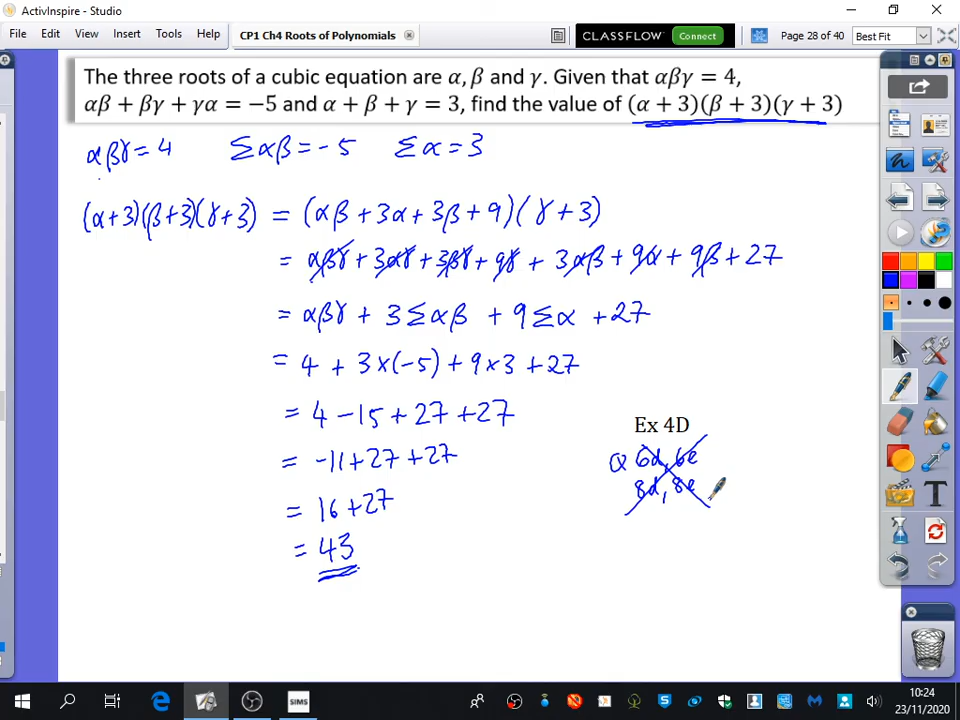 ActivInspire - Studio
File Edit View Insert Tools Help CP1 Ch4 Roots of Polynomials CLASSFLOW Connect Page 28 of 40 Best Fit
The three roots of a cubic equation are α, β and γ. Given that αβγ = 4,
αβ + βγ + γα = −5 and α + β + γ = 3, find the value of (α + 3)(β + 3)(γ + 3)
αβγ = 4 Σαβ = -5 Σα = 3
(α+3)(β+3)(γ+3) = (αβ + 3α + 3β + 9)(γ + 3)
= αβγ + 3αγ + 3βγ + 9γ + 3αβ + 9α + 9β + 27
= αβγ + 3Σαβ + 9Σα + 27
= 4 + 3×(-5) + 9×3 + 27
= 4 - 15 + 27 + 27
= -11 + 27 + 27
= 16 + 27
= 43
Ex 4D
Q 6d, 6e
8d, 8e
SIMS
10:24
23/11/2020